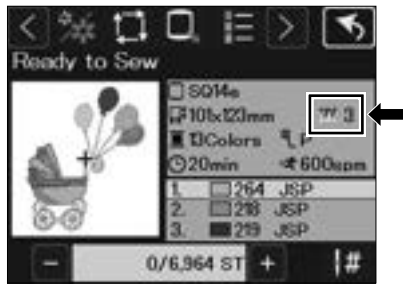 Ready to Sew
SQ14e
101x123mm 3
13Colors P
20min 600spm
1. 264 JSP
2. 218 JSP
3. 219 JSP
- 0/6,964 ST + #